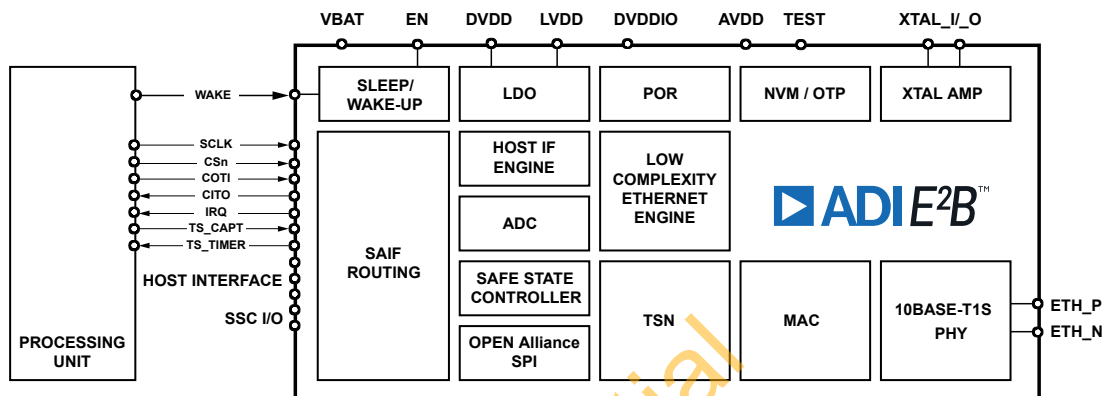 VBAT EN DVDD LVDD DVDDIO AVDD TEST XTAL_I/_O
SLEEP/
WAKE-UP
LDO
POR
NVM / OTP
XTAL AMP
WAKE
SCLK
CSn
COTI
CITO
IRQ
TS_CAPT
TS_TIMER
HOST INTERFACE
SSC I/O
PROCESSING
UNIT
SAIF
ROUTING
HOST IF
ENGINE
ADC
SAFE STATE
CONTROLLER
OPEN Alliance
SPI
LOW
COMPLEXITY
ETHERNET
ENGINE
TSN
MAC
10BASE-T1S
PHY
ADI E²B™
ETH_P
ETH_N